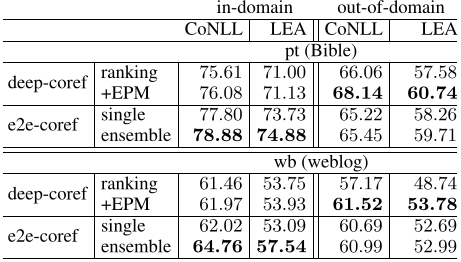 in-domain out-of-domain
CoNLL LEA CoNLL LEA
pt (Bible)
deep-coref ranking 75.61 71.00 66.06 57.58
+EPM 76.08 71.13 68.14 60.74
e2e-coref single 77.80 73.73 65.22 58.26
ensemble 78.88 74.88 65.45 59.71
wb (weblog)
deep-coref ranking 61.46 53.75 57.17 48.74
+EPM 61.97 53.93 61.52 53.78
e2e-coref single 62.02 53.09 60.69 52.69
ensemble 64.76 57.54 60.99 52.99